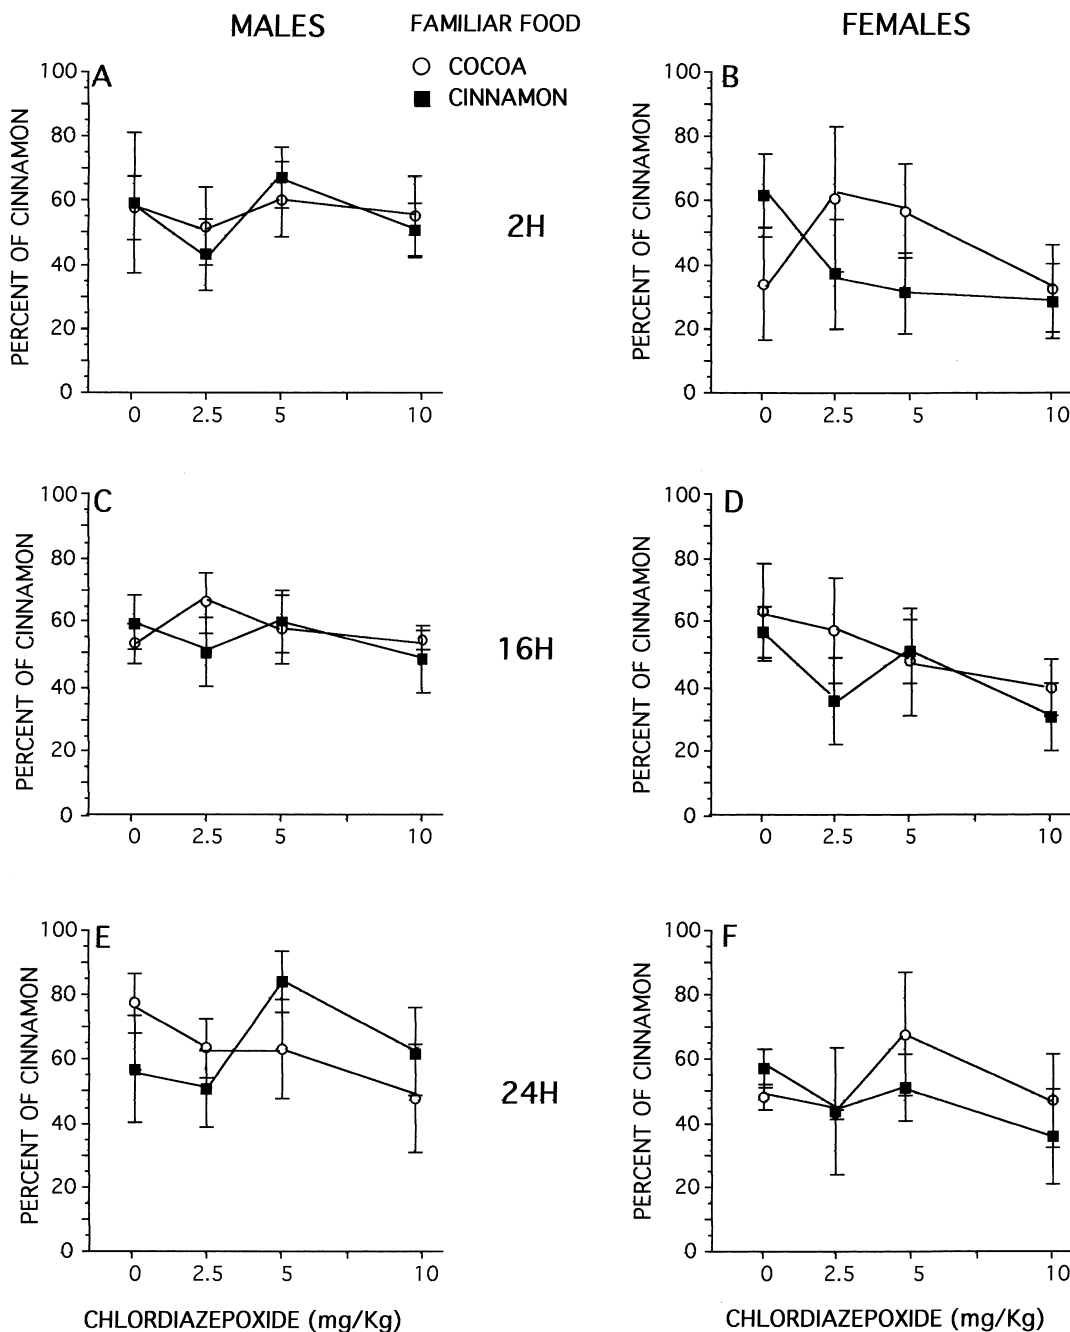 MALES
FAMILIAR FOOD
FEMALES
COCOA
CINNAMON
A
PERCENT OF CINNAMON
100
80
60
40
20
0
0 2.5 5 10
2H
B
PERCENT OF CINNAMON
100
80
60
40
20
0
0 2.5 5 10
C
PERCENT OF CINNAMON
100
80
60
40
20
0
0 2.5 5 10
16H
D
PERCENT OF CINNAMON
100
80
60
40
20
0
0 2.5 5 10
E
PERCENT OF CINNAMON
100
80
60
40
20
0
0 2.5 5 10
CHLORDIAZEPOXIDE (mg/Kg)
24H
F
PERCENT OF CINNAMON
100
80
60
40
20
0
0 2.5 5 10
CHLORDIAZEPOXIDE (mg/Kg)